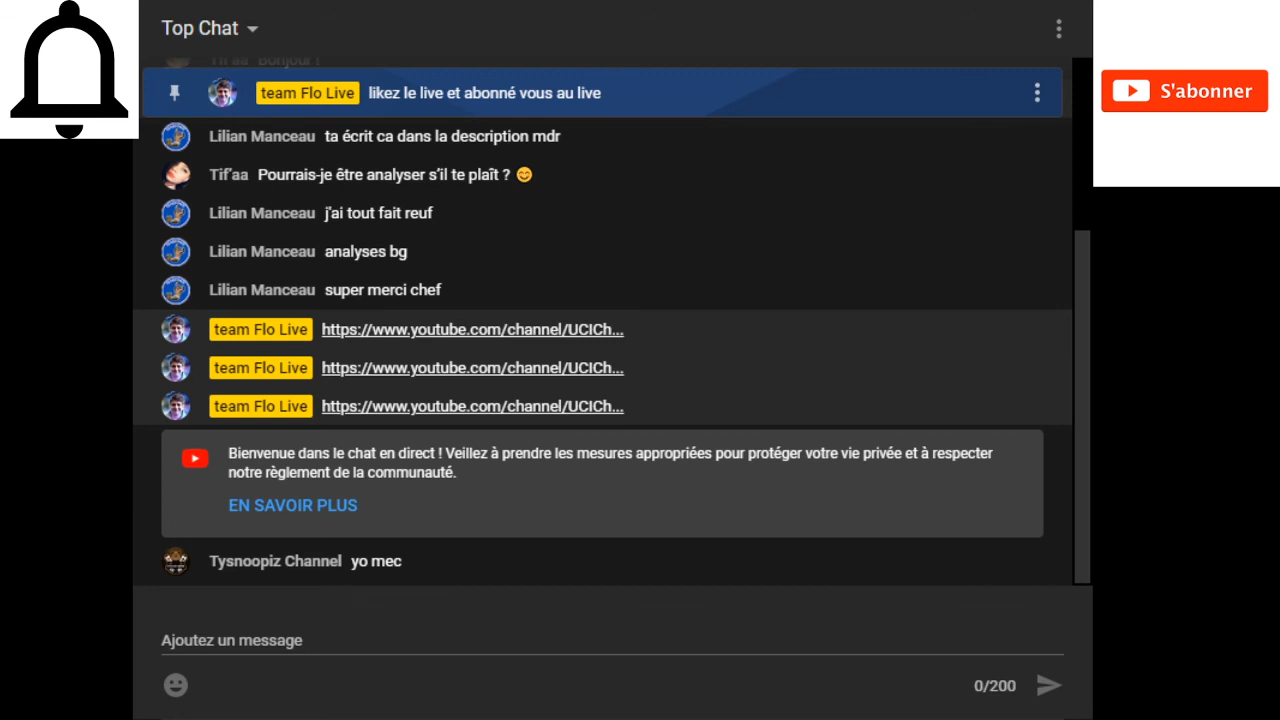 Top Chat
Tif'aa Bonjour !
team Flo Live likez le live et abonné vous au live
S'abonner
Lilian Manceau ta écrit ca dans la description mdr
Tif'aa Pourrais-je être analyser s'il te plaît ? 😊
Lilian Manceau j'ai tout fait reuf
Lilian Manceau analyses bg
Lilian Manceau super merci chef
team Flo Live https://www.youtube.com/channel/UCICh...
team Flo Live https://www.youtube.com/channel/UCICh...
team Flo Live https://www.youtube.com/channel/UCICh...
Bienvenue dans le chat en direct ! Veillez à prendre les mesures appropriées pour protéger votre vie privée et à respecter
notre règlement de la communauté.
EN SAVOIR PLUS
Tysnoopiz Channel yo mec
Ajoutez un message
0/200